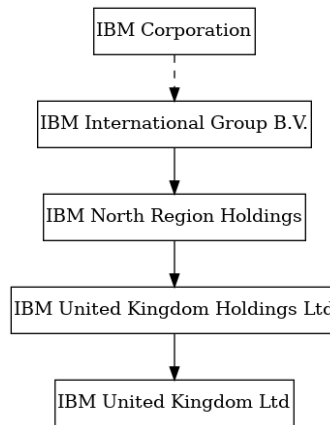 IBM Corporation
IBM International Group B.V.
IBM North Region Holdings
IBM United Kingdom Holdings Ltd
IBM United Kingdom Ltd